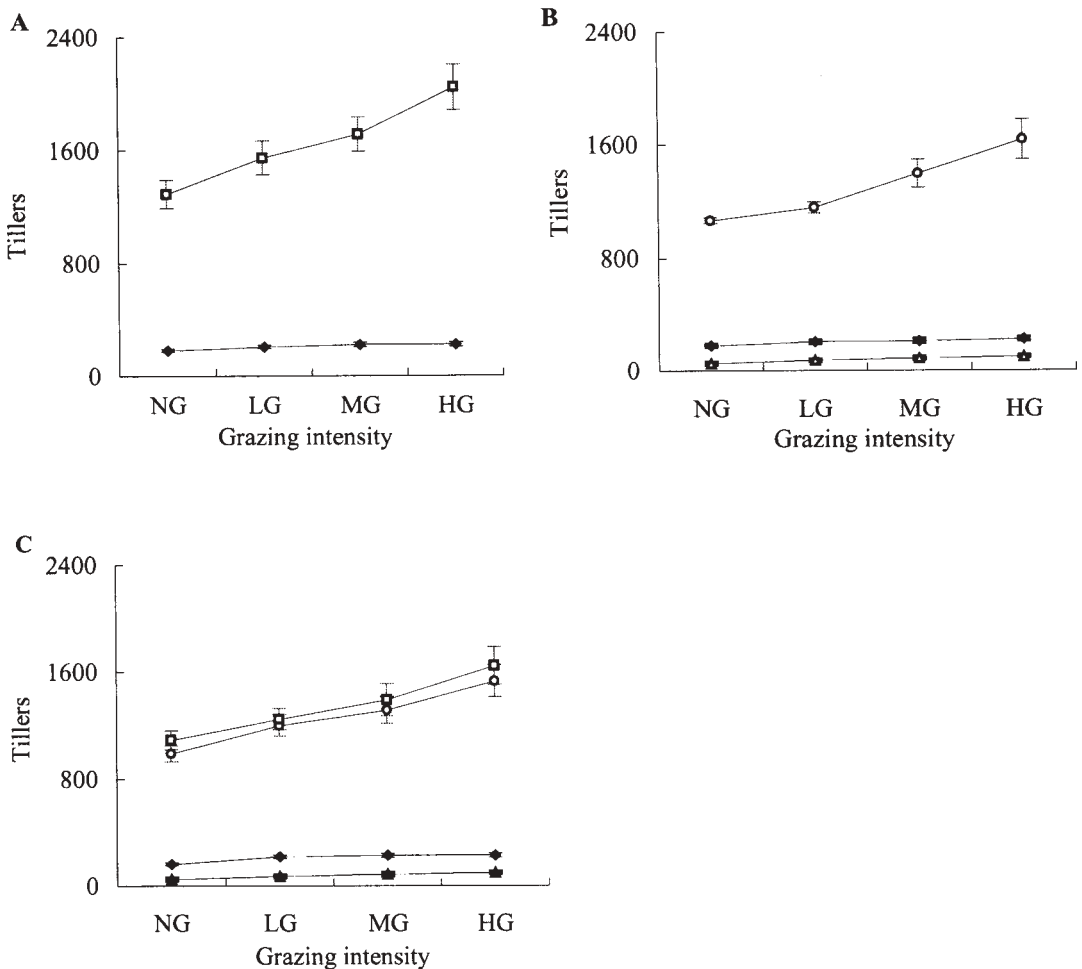 A
2400
1600
800
0
Tillers
NG LG MG HG
Grazing intensity
B
2400
1600
800
0
Tillers
NG LG MG HG
Grazing intensity
C
2400
1600
800
0
Tillers
NG LG MG HG
Grazing intensity